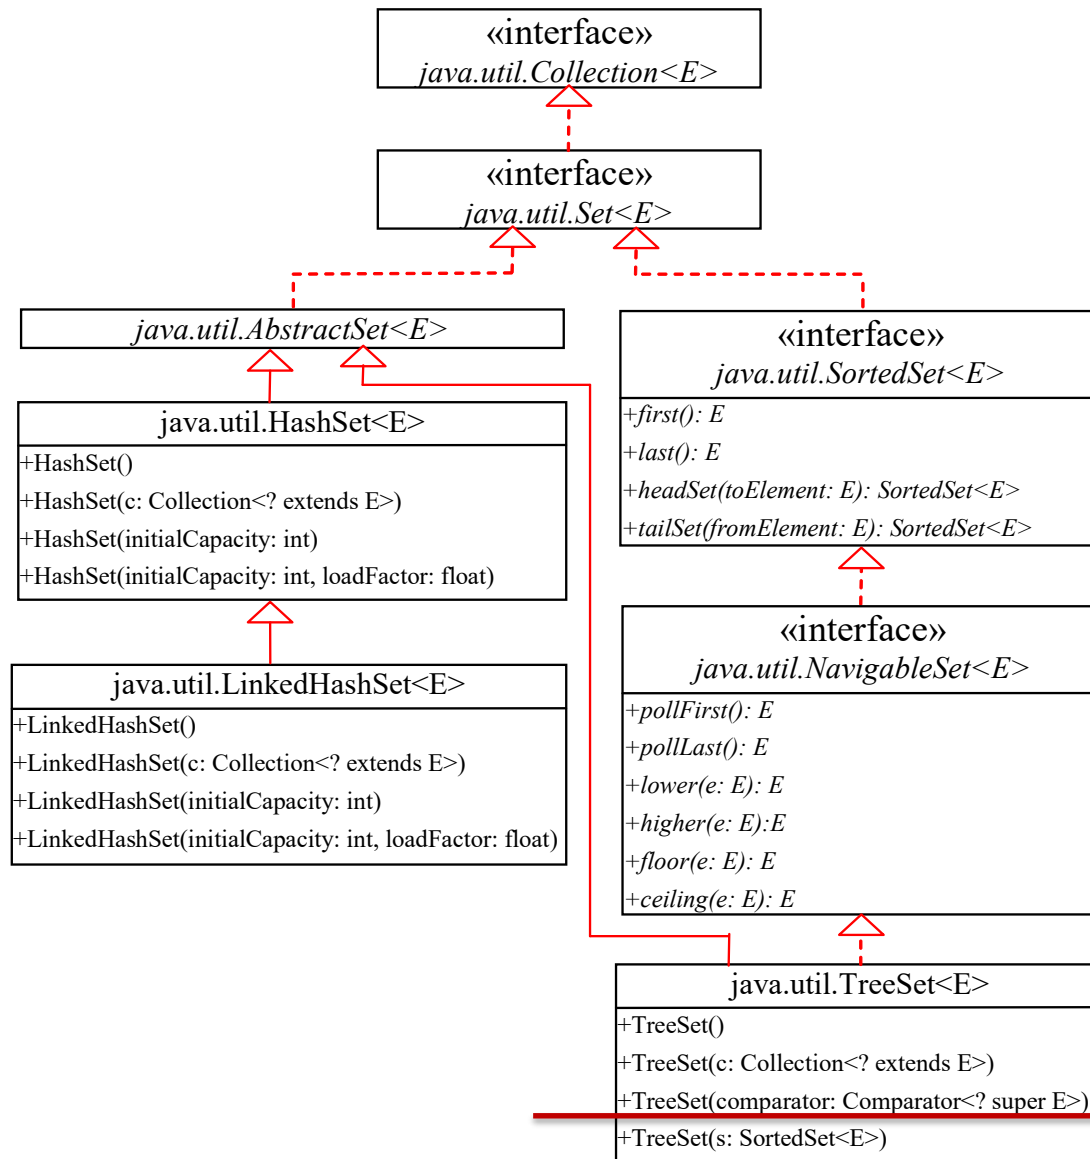 «interface»
java.util.Collection<E>
«interface»
java.util.Set<E>
java.util.AbstractSet<E>
java.util.HashSet<E>
+HashSet()
+HashSet(c: Collection<? extends E>)
+HashSet(initialCapacity: int)
+HashSet(initialCapacity: int, loadFactor: float)
java.util.LinkedHashSet<E>
+LinkedHashSet()
+LinkedHashSet(c: Collection<? extends E>)
+LinkedHashSet(initialCapacity: int)
+LinkedHashSet(initialCapacity: int, loadFactor: float)
«interface»
java.util.SortedSet<E>
+first(): E
+last(): E
+headSet(toElement: E): SortedSet<E>
+tailSet(fromElement: E): SortedSet<E>
«interface»
java.util.NavigableSet<E>
+pollFirst(): E
+pollLast(): E
+lower(e: E): E
+higher(e: E):E
+floor(e: E): E
+ceiling(e: E): E
java.util.TreeSet<E>
+TreeSet()
+TreeSet(c: Collection<? extends E>)
+TreeSet(comparator: Comparator<? super E>)
+TreeSet(s: SortedSet<E>)